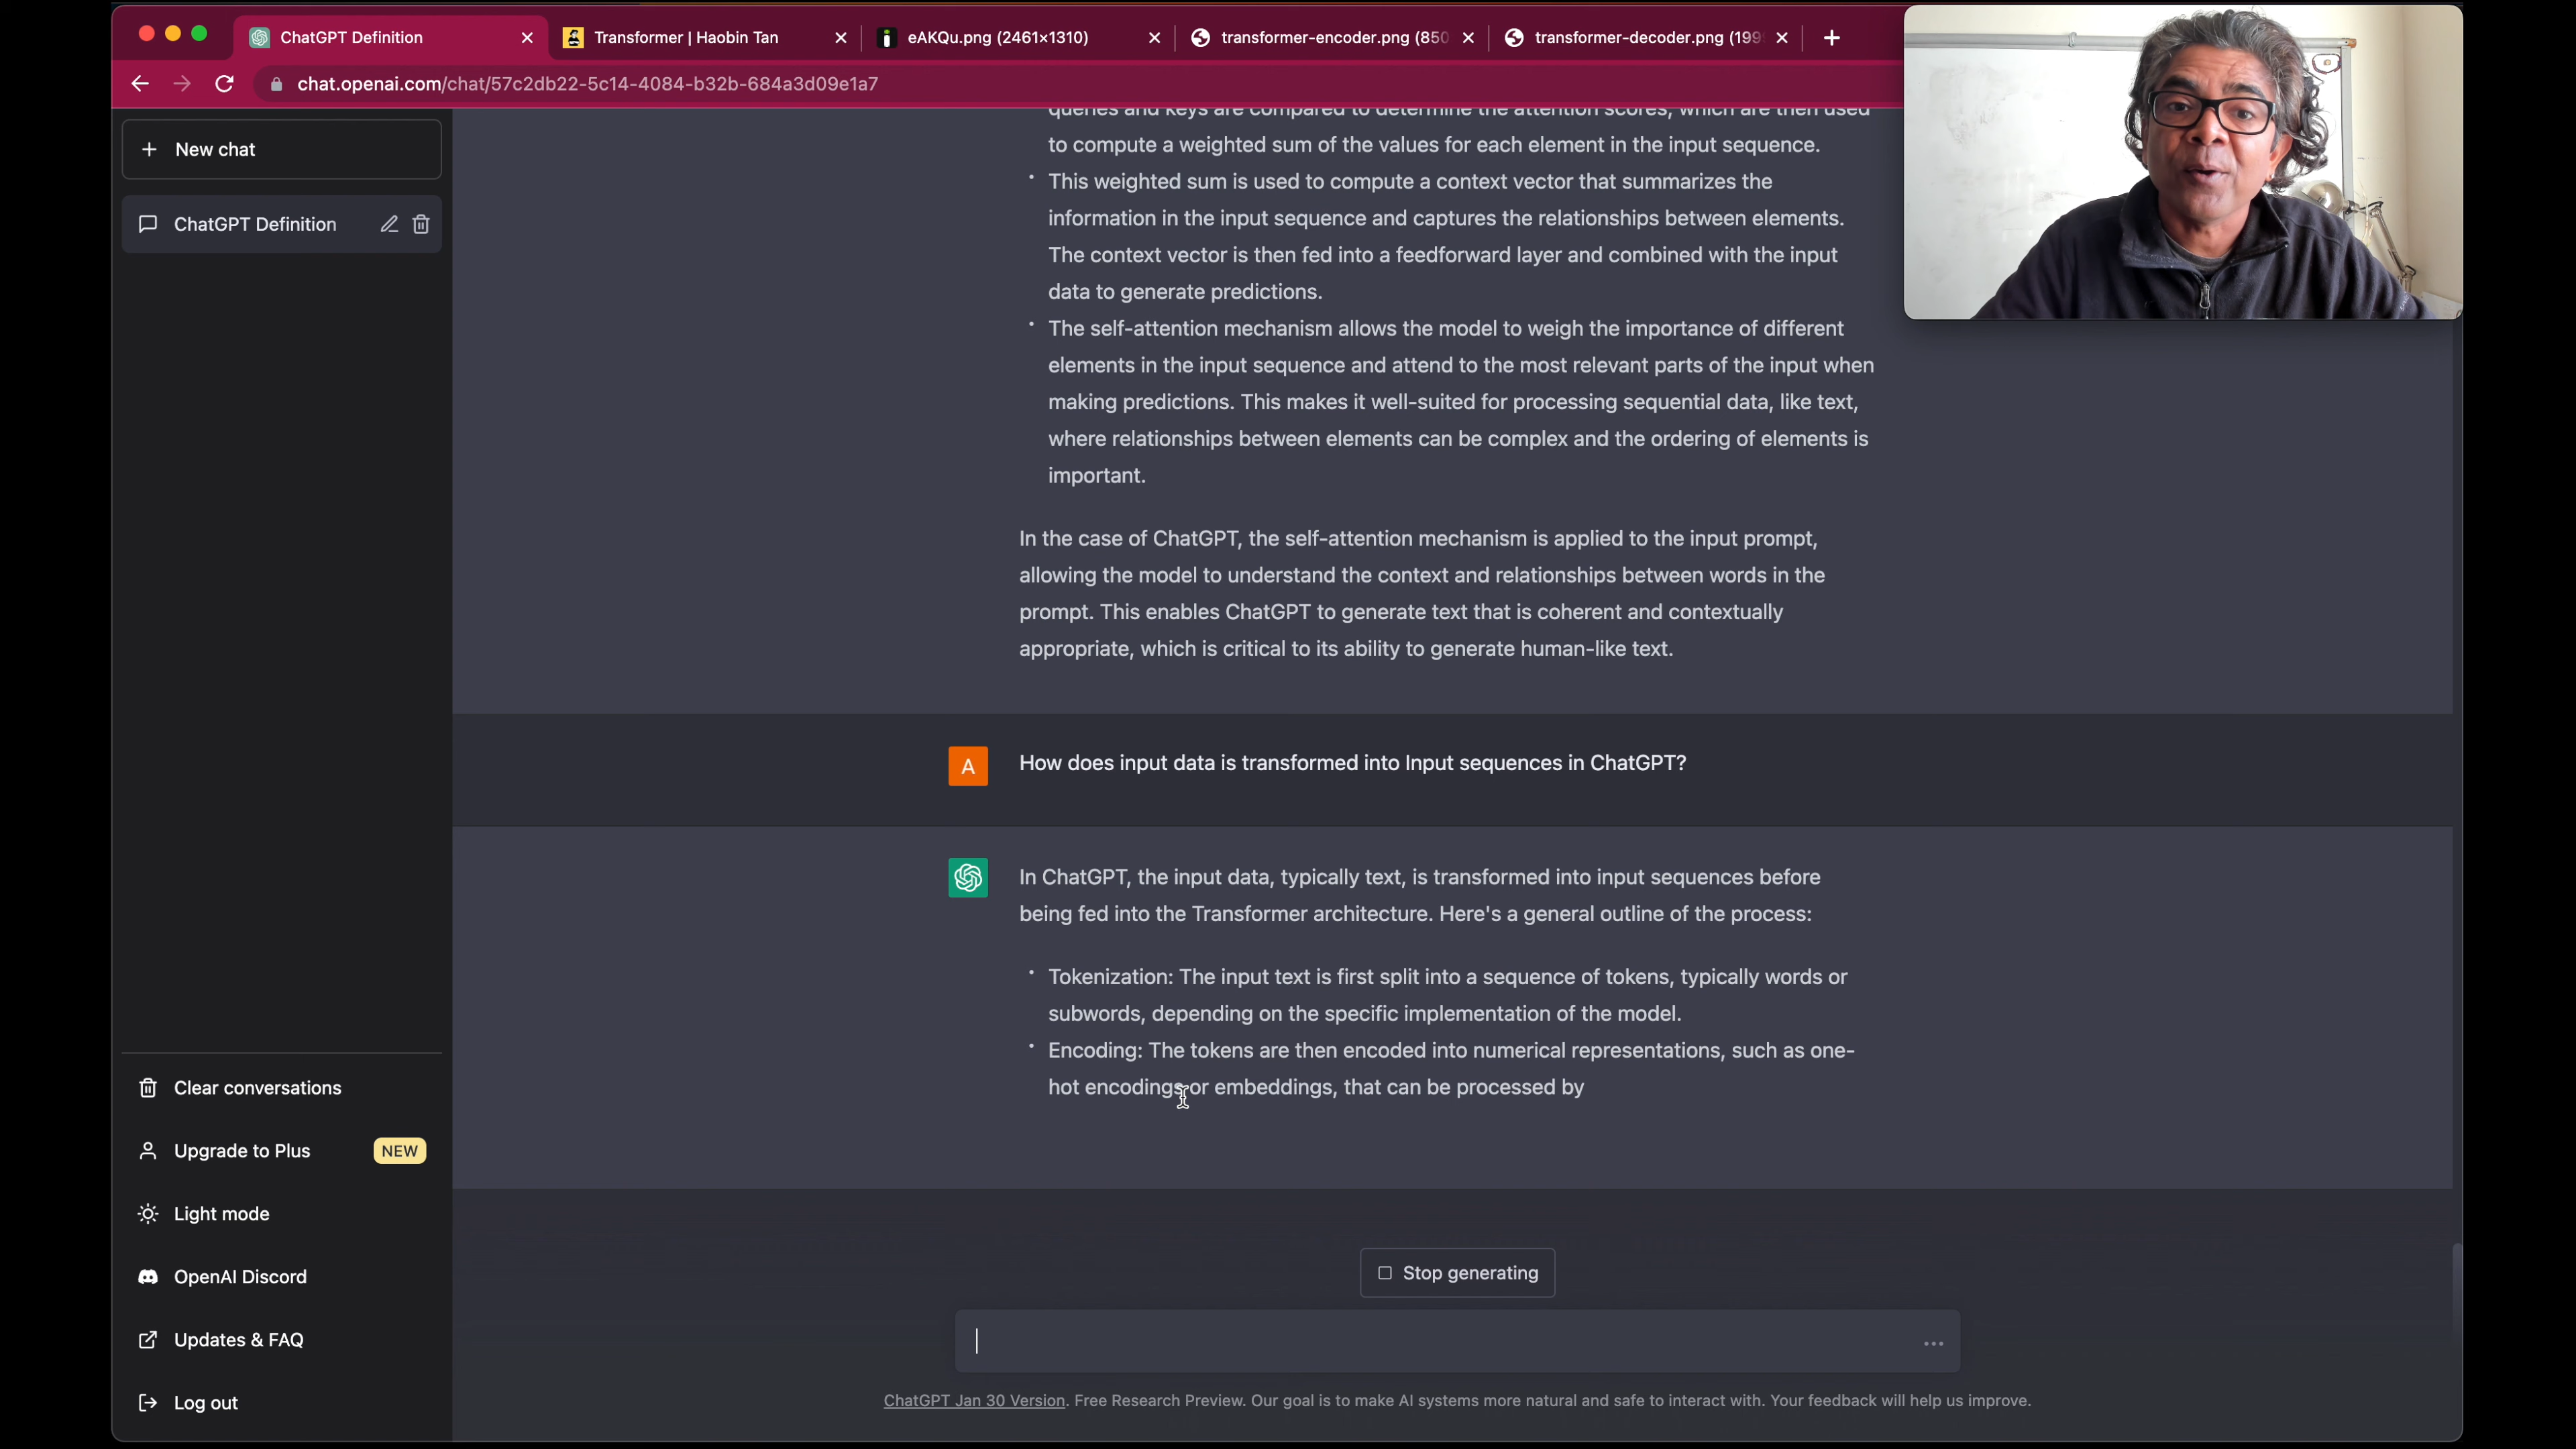 ChatGPT Definition
Transformer | Haobin Tan
eAKQu.png (2461×1310)
transformer-encoder.png (850
transformer-decoder.png (199
chat.openai.com/chat/57c2db22-5c14-4084-b32b-684a3d09e1a7
New chat
ChatGPT Definition
queries and keys are compared to determine the attention scores, which are then used
to compute a weighted sum of the values for each element in the input sequence.
• This weighted sum is used to compute a context vector that summarizes the
information in the input sequence and captures the relationships between elements.
The context vector is then fed into a feedforward layer and combined with the input
data to generate predictions.
• The self-attention mechanism allows the model to weigh the importance of different
elements in the input sequence and attend to the most relevant parts of the input when
making predictions. This makes it well-suited for processing sequential data, like text,
where relationships between elements can be complex and the ordering of elements is
important.
In the case of ChatGPT, the self-attention mechanism is applied to the input prompt,
allowing the model to understand the context and relationships between words in the
prompt. This enables ChatGPT to generate text that is coherent and contextually
appropriate, which is critical to its ability to generate human-like text.
A
How does input data is transformed into Input sequences in ChatGPT?
In ChatGPT, the input data, typically text, is transformed into input sequences before
being fed into the Transformer architecture. Here's a general outline of the process:
• Tokenization: The input text is first split into a sequence of tokens, typically words or
subwords, depending on the specific implementation of the model.
• Encoding: The tokens are then encoded into numerical representations, such as one-
hot encodings or embeddings, that can be processed by
Clear conversations
Upgrade to Plus NEW
Light mode
OpenAI Discord
Updates & FAQ
Log out
Stop generating
ChatGPT Jan 30 Version. Free Research Preview. Our goal is to make AI systems more natural and safe to interact with. Your feedback will help us improve.